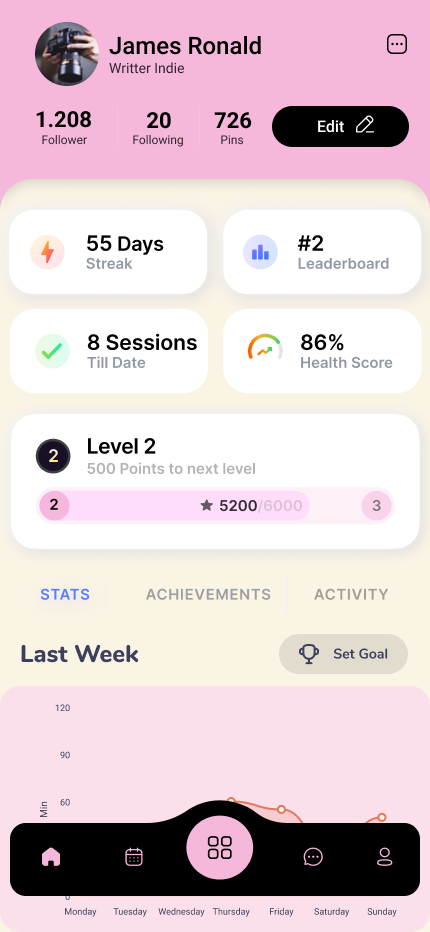 James Ronald
Writter Indie
1.208 20 726 Edit
Follower Following Pins
55 Days #2
Streak Leaderboard
8 Sessions 86%
Till Date Health Score
2 Level 2
500 Points to next level
2 5200/6000 3
STATS ACHIEVEMENTS ACTIVITY
Last Week Set Goal
120
90
60
Min
0
Monday Tuesday Wednesday Thursday Friday Saturday Sunday